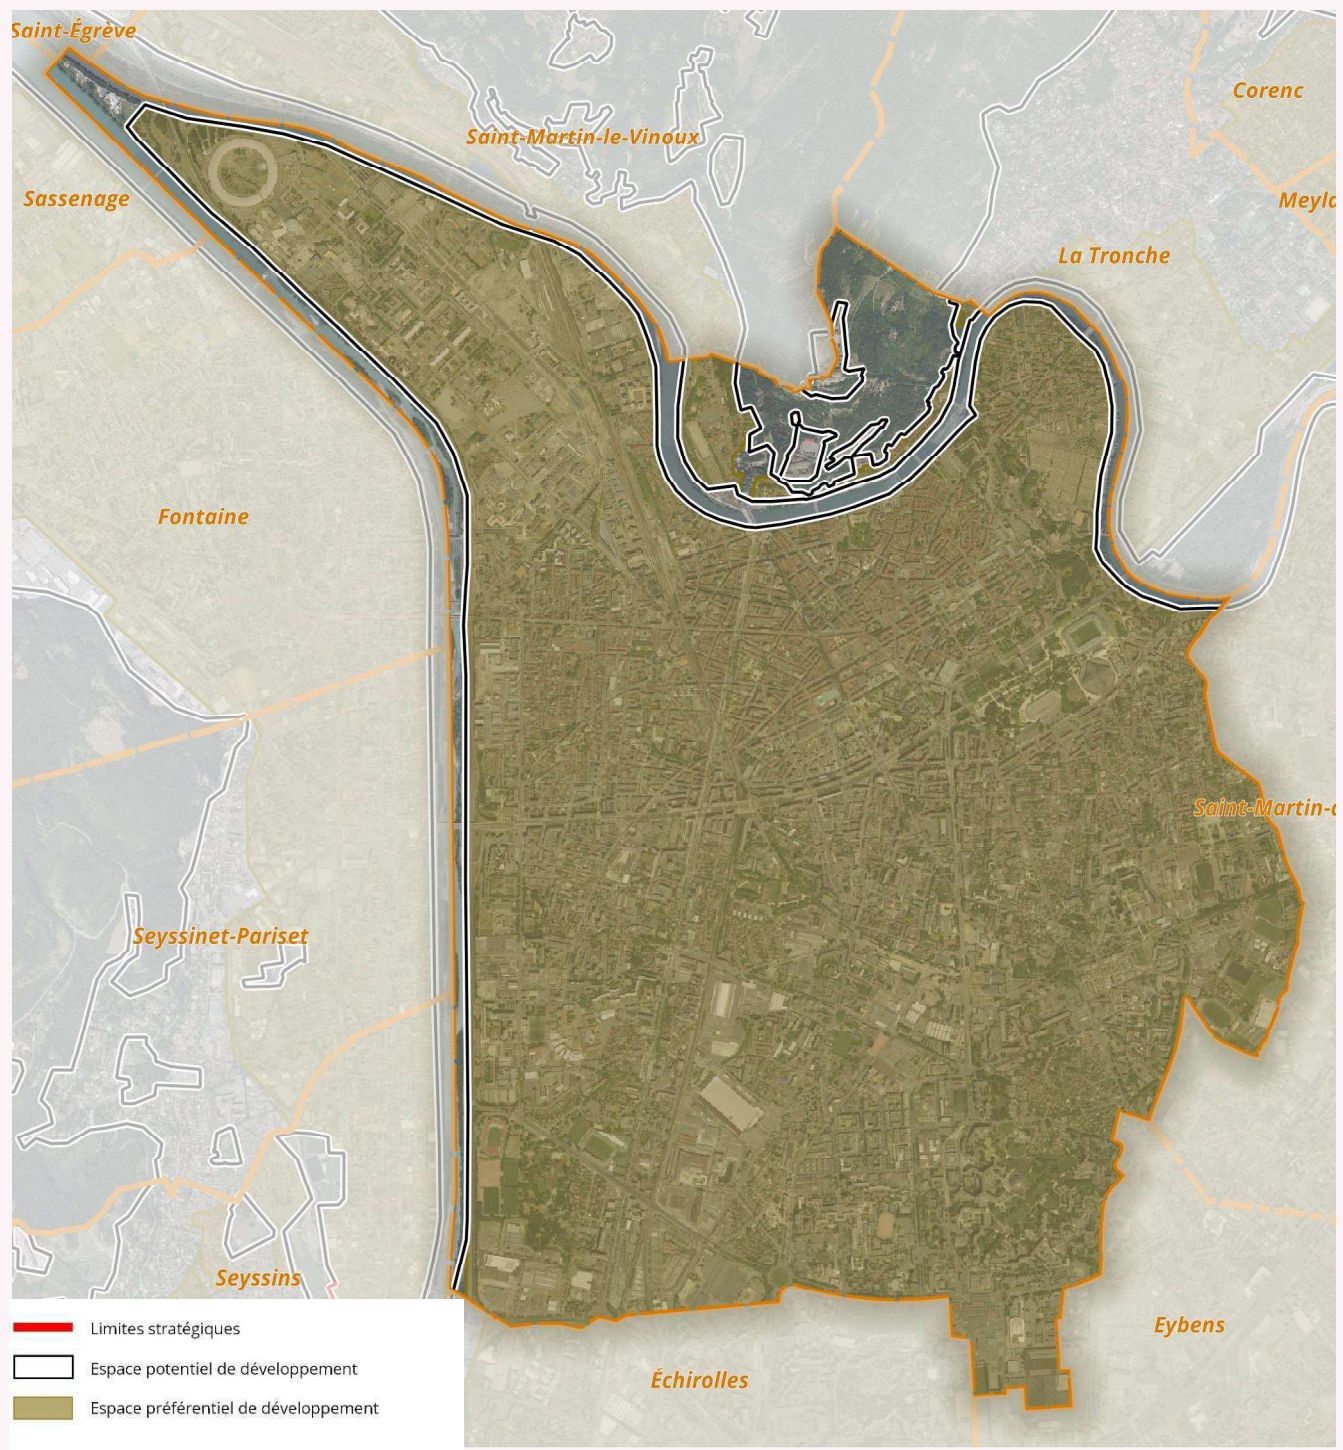 Saint-Égrève
Corenc
Saint-Martin-le-Vinoux
Sassenage
Meyla
La Tronche
Fontaine
Saint-Martin-d
Seyssinet-Pariset
Seyssins
Limites stratégiques
Eybens
Espace potentiel de développement
Échirolles
Espace préférentiel de développement